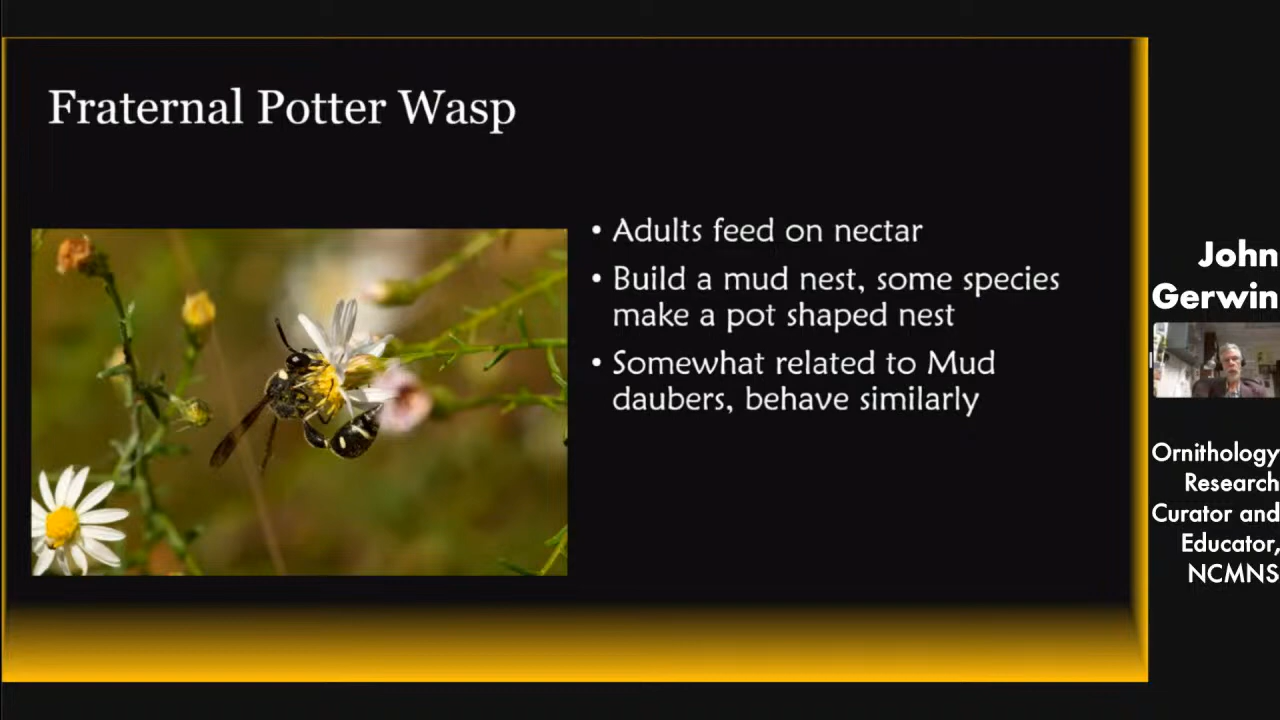 Fraternal Potter Wasp
• Adults feed on nectar
• Build a mud nest, some species
make a pot shaped nest
• Somewhat related to Mud
daubers, behave similarly
John
Gerwin
Ornithology
Research
Curator and
Educator,
NCMNS